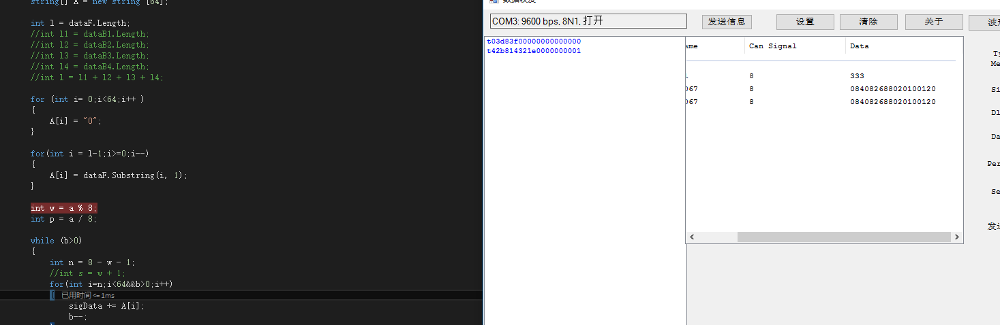 string[] A = new string [64];
int l = dataF.Length;
//int l1 = dataB1.Length;
//int l2 = dataB2.Length;
//int l3 = dataB3.Length;
//int l4 = dataB4.Length;
//int l = l1 + l2 + l3 + l4;
for (int i= 0;i<64;i++ )
{
A[i] = "0";
}
for(int i = l-1;i>=0;i--)
{
A[i] = dataF.Substring(i, 1);
}
int w = a % 8;
int p = a / 8;
while (b>0)
{
int n = 8 - w - 1;
//int s = w + 1;
for(int i=n;i<64&&b>0;i++)
{ 已用时间 <= 1ms
sigData += A[i];
b--;
COM3: 9600 bps, 8N1, 打开
发送信息
设置
清除
关于
t03d83f00000000000000
t42b814321e0000000001
ame Can Signal Data
8 333
067 8 084082688020100120
067 8 084082688020100120
Me
Si
Dl
Da
Per
Se